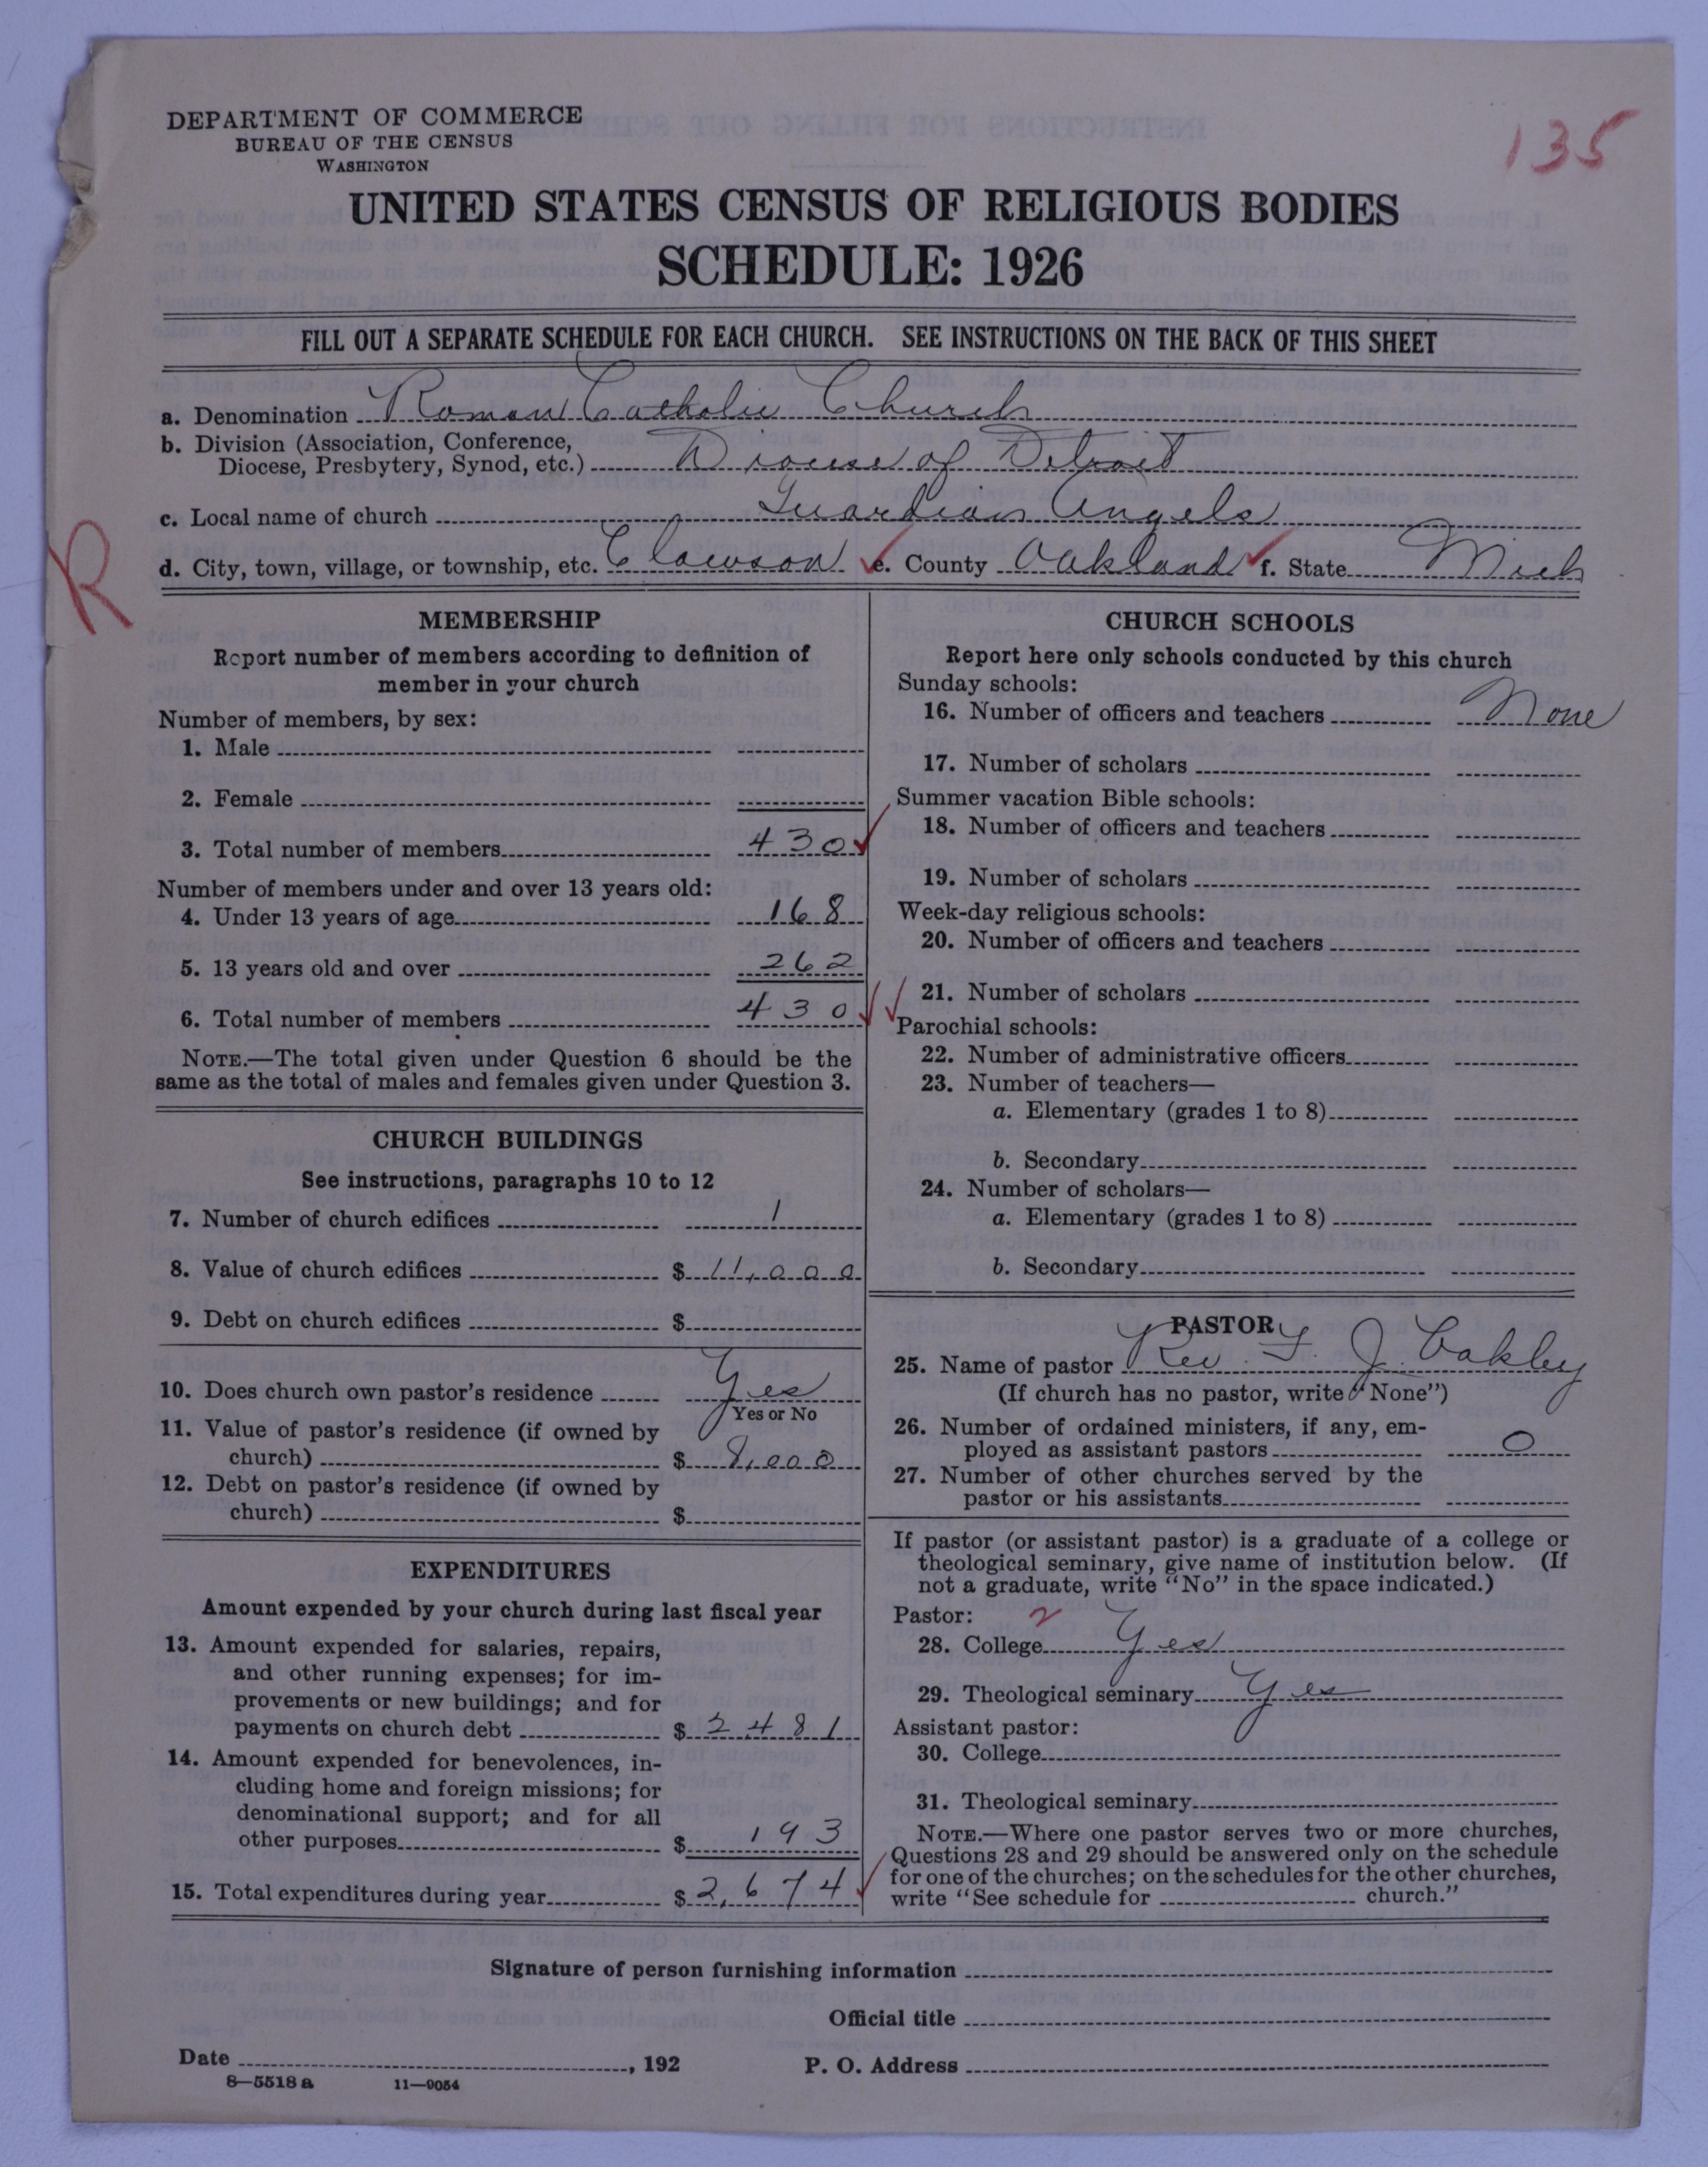 DEPARTMENT OF COMMERCE
BUREAU OF THE CENSUS
WASHINGTON
135
UNITED STATES CENSUS OF RELIGIOUS BODIES
SCHEDULE: 1926
FILL OUT A SEPARATE SCHEDULE FOR EACH CHURCH. SEE INSTRUCTIONS ON THE BACK OF THIS SHEET
a. Denomination Roman Catholic Church
b. Division (Association, Conference,
Diocese, Presbytery, Synod, etc.) Diocese of Detroit
c. Local name of church Guardian Angels
d. City, town, village, or township, etc. Clawson e. County Oakland f. State Mich
R
MEMBERSHIP
Report number of members according to definition of
member in your church
Number of members, by sex:
1. Male
2. Female
3. Total number of members 430
Number of members under and over 13 years old:
4. Under 13 years of age 168
5. 13 years old and over 262
6. Total number of members 430
NOTE.—The total given under Question 6 should be the
same as the total of males and females given under Question 3.
CHURCH BUILDINGS
See instructions, paragraphs 10 to 12
7. Number of church edifices 1
8. Value of church edifices $ 11,000
9. Debt on church edifices $
10. Does church own pastor's residence Yes
Yes or No
11. Value of pastor's residence (if owned by
church) $ 8,000
12. Debt on pastor's residence (if owned by
church) $
EXPENDITURES
Amount expended by your church during last fiscal year
13. Amount expended for salaries, repairs,
and other running expenses; for im-
provements or new buildings; and for
payments on church debt $ 2481
14. Amount expended for benevolences, in-
cluding home and foreign missions; for
denominational support; and for all
other purposes $ 193
15. Total expenditures during year $ 2,674
CHURCH SCHOOLS
Report here only schools conducted by this church
Sunday schools:
16. Number of officers and teachers None
17. Number of scholars
Summer vacation Bible schools:
18. Number of officers and teachers
19. Number of scholars
Week-day religious schools:
20. Number of officers and teachers
21. Number of scholars
Parochial schools:
22. Number of administrative officers
23. Number of teachers—
a. Elementary (grades 1 to 8)
b. Secondary
24. Number of scholars—
a. Elementary (grades 1 to 8)
b. Secondary
PASTOR
25. Name of pastor Rev. F. J. Oakley
(If church has no pastor, write "None")
26. Number of ordained ministers, if any, em-
ployed as assistant pastors 0
27. Number of other churches served by the
pastor or his assistants
If pastor (or assistant pastor) is a graduate of a college or
theological seminary, give name of institution below. (If
not a graduate, write "No" in the space indicated.)
Pastor: 2
28. College Yes
29. Theological seminary Yes
Assistant pastor:
30. College
31. Theological seminary
NOTE.—Where one pastor serves two or more churches,
Questions 28 and 29 should be answered only on the schedule
for one of the churches; on the schedules for the other churches,
write "See schedule for church."
Signature of person furnishing information
Official title
Date , 192 P. O. Address
8—5518 a 11—9054